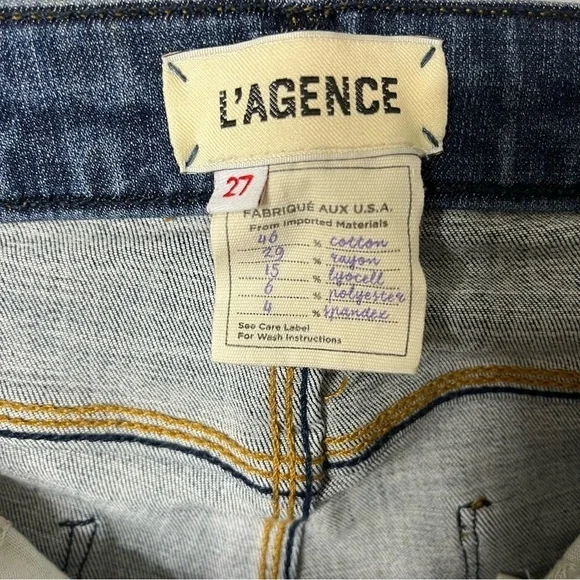 L'AGENCE
27
FABRIQUÉ AUX U.S.A.
From Imported Materials
46 % cotton
29 % rayon
15 % lyocell
6 % polyester
4 % spandex
See Care Label
For Wash Instructions